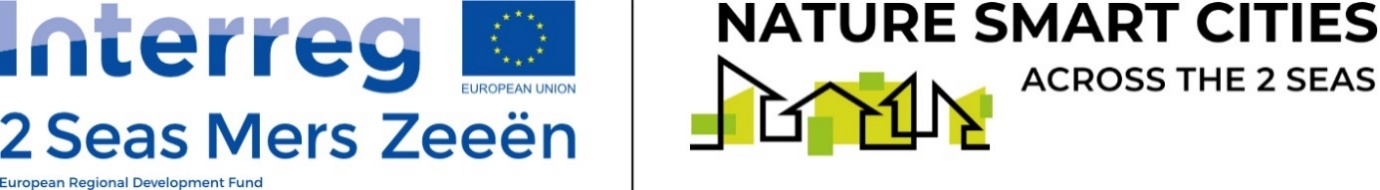 Interreg
EUROPEAN UNION
2 Seas Mers Zeeën
European Regional Development Fund
NATURE SMART CITIES
ACROSS THE 2 SEAS